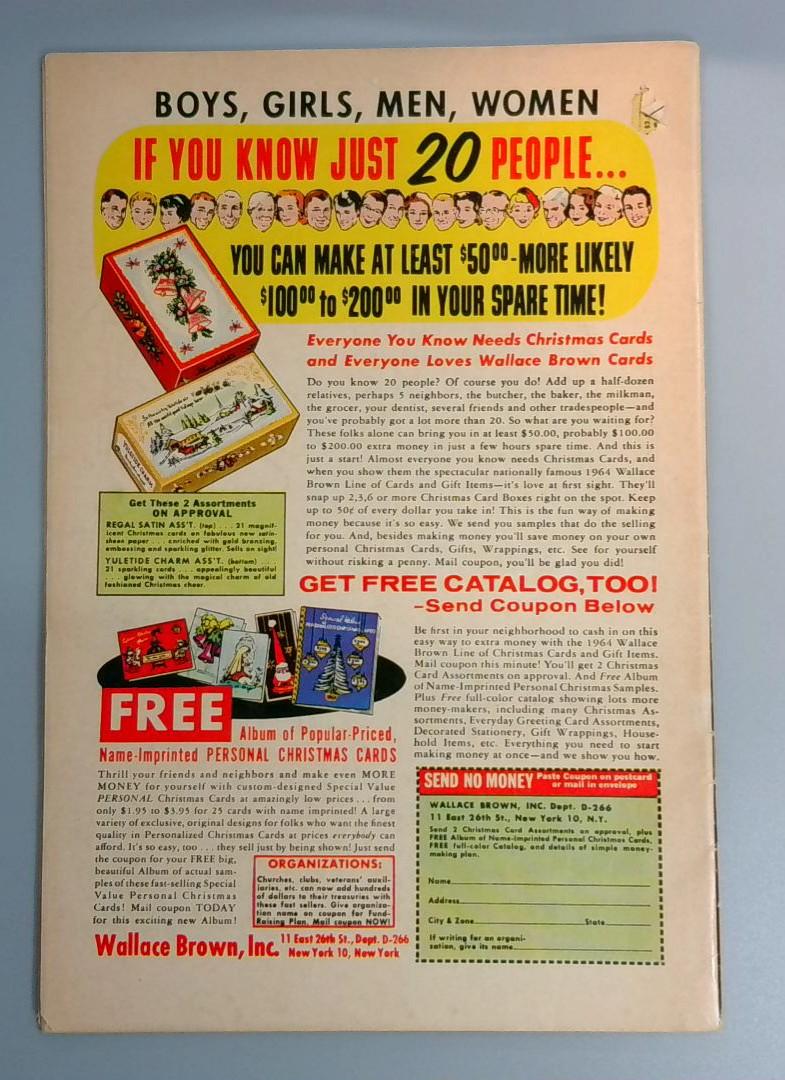 BOYS, GIRLS, MEN, WOMEN
IF YOU KNOW JUST 20 PEOPLE...
YOU CAN MAKE AT LEAST $50⁰⁰-MORE LIKELY
$100⁰⁰ to $200⁰⁰ IN YOUR SPARE TIME!
Everyone You Know Needs Christmas Cards
and Everyone Loves Wallace Brown Cards
Do you know 20 people? Of course you do! Add up a half-dozen
relatives, perhaps 5 neighbors, the butcher, the baker, the milkman,
the grocer, your dentist, several friends and other tradespeople—and
you've probably got a lot more than 20. So what are you waiting for?
These folks alone can bring you in at least $50.00, probably $100.00
to $200.00 extra money in just a few hours spare time. And this is
just a start! Almost everyone you know needs Christmas Cards, and
when you show them the spectacular nationally famous 1964 Wallace
Brown Line of Cards and Gift Items—it's love at first sight. They'll
snap up 2,3,6 or more Christmas Card Boxes right on the spot. Keep
up to 50¢ of every dollar you take in! This is the fun way of making
money because it's so easy. We send you samples that do the selling
for you. And, besides making money you'll save money on your own
personal Christmas Cards, Gifts, Wrappings, etc. See for yourself
without risking a penny. Mail coupon, you'll be glad you did!
Get These 2 Assortments
ON APPROVAL
REGAL SATIN ASS'T. (top) . . . 21 magnif-
icent Christmas cards on fabulous new satin-
sheen paper . . . enriched with gold bronzing,
embossing and sparkling glitter. Sells on sight!
YULETIDE CHARM ASS'T. (bottom) . . . .
21 sparkling cards . . . appealingly beautiful
. . . glowing with the magical charm of old
fashioned Christmas cheer.
GET FREE CATALOG,TOO!
–Send Coupon Below
Be first in your neighborhood to cash in on this
easy way to extra money with the 1964 Wallace
Brown Line of Christmas Cards and Gift Items.
Mail coupon this minute! You'll get 2 Christmas
Card Assortments on approval. And Free Album
of Name-Imprinted Personal Christmas Samples.
Plus Free full-color catalog showing lots more
money-makers, including many Christmas As-
sortments, Everyday Greeting Card Assortments,
Decorated Stationery, Gift Wrappings, House-
hold Items, etc. Everything you need to start
making money at once—and we show you how.
FREE Album of Popular-Priced,
Name-Imprinted PERSONAL CHRISTMAS CARDS
Thrill your friends and neighbors and make even MORE
MONEY for yourself with custom-designed Special Value
PERSONAL Christmas Cards at amazingly low prices . . . from
only $1.95 to $3.95 for 25 cards with name imprinted! A large
variety of exclusive, original designs for folks who want the finest
quality in Personalized Christmas Cards at prices everybody can
afford. It's so easy, too . . . they sell just by being shown! Just send
the coupon for your FREE big,
beautiful Album of actual sam-
ples of these fast-selling Special
Value Personal Christmas
Cards! Mail coupon TODAY
for this exciting new Album!
ORGANIZATIONS:
Churches, clubs, veterans' auxil-
iaries, etc. can now add hundreds
of dollars to their treasuries with
these fast sellers. Give organiza-
tion name on coupon for Fund-
Raising Plan. Mail coupon NOW!
Wallace Brown, Inc. 11 East 26th St., Dept. D-266
New York 10, New York
SEND NO MONEY Paste Coupon on postcard
or mail in envelope
WALLACE BROWN, INC. Dept. D-266
11 East 26th St., New York 10, N.Y.
Send 2 Christmas Card Assortments on approval, plus
FREE Album of Name-Imprinted Personal Christmas Cards,
FREE full-color Catalog, and details of simple money-
making plan.
Name
Address
City & Zone State
If writing for an organi-
zation, give its name